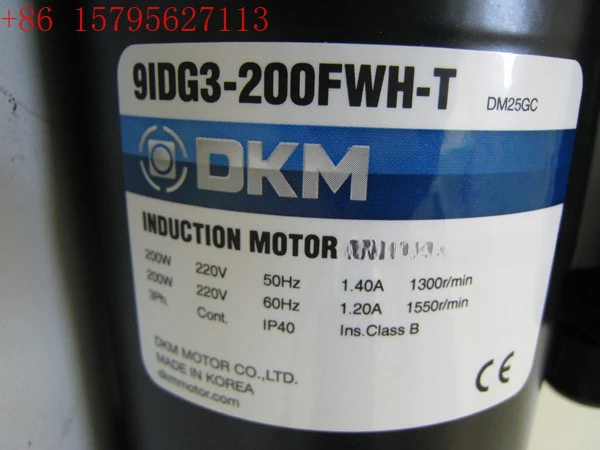 +86 15795627113
9IDG3-200FWH-T DM25GC
DKM
INDUCTION MOTOR
200W 220V 50Hz 1.40A 1300r/min
200W 220V 60Hz 1.20A 1550r/min
3Ph. Cont. IP40 Ins.Class B
DKM MOTOR CO.,LTD.
MADE IN KOREA
dkmmotor.com
CE